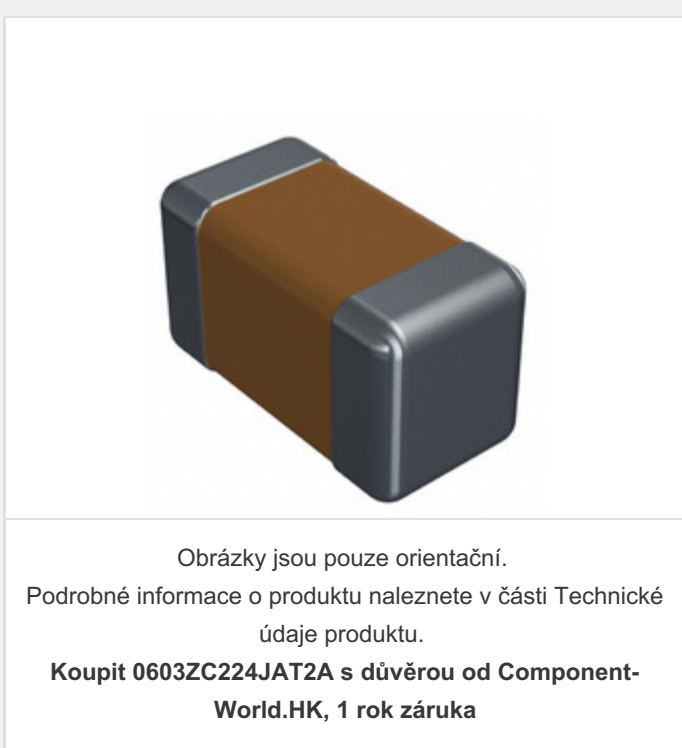 Obrázky jsou pouze orientační.
Podrobné informace o produktu naleznete v části Technické
údaje produktu.
Koupit 0603ZC224JAT2A s důvěrou od Component-
World.HK, 1 rok záruka